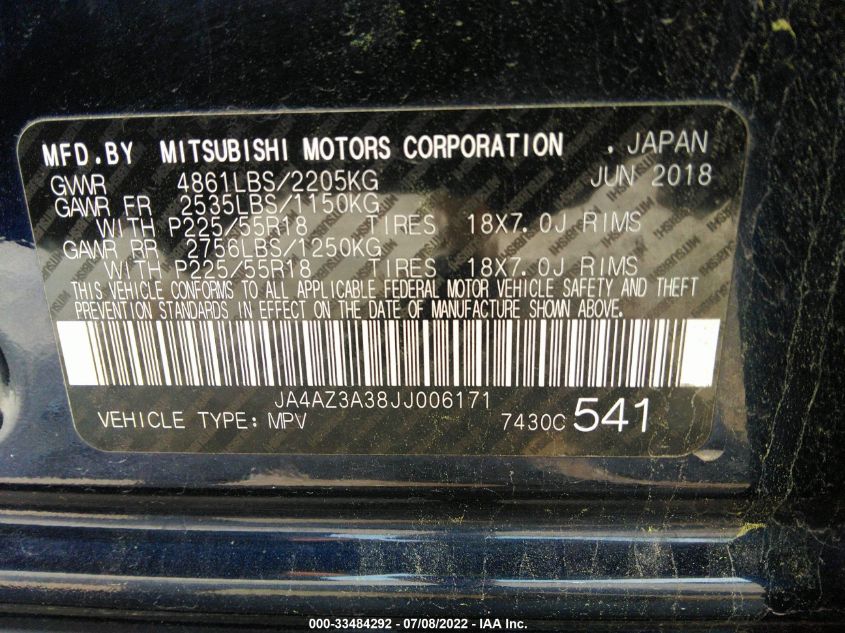 MFD.BY MITSUBISHI MOTORS CORPORATION . JAPAN
GVWR 4861LBS/2205KG JUN 2018
GAWR FR 2535LBS/1150KG
WITH P225/55R18 TIRES 18X7.0J RIMS
GAWR RR 2756LBS/1250KG
WITH P225/55R18 TIRES 18X7.0J RIMS
THIS VEHICLE CONFORMS TO ALL APPLICABLE FEDERAL MOTOR VEHICLE SAFETY AND THEFT
PREVENTION STANDARDS IN EFFECT ON THE DATE OF MANUFACTURE SHOWN ABOVE.
JA4AZ3A38JJ006171
VEHICLE TYPE: MPV 7430C 541
000-33484292 - 07/08/2022 - IAA Inc.